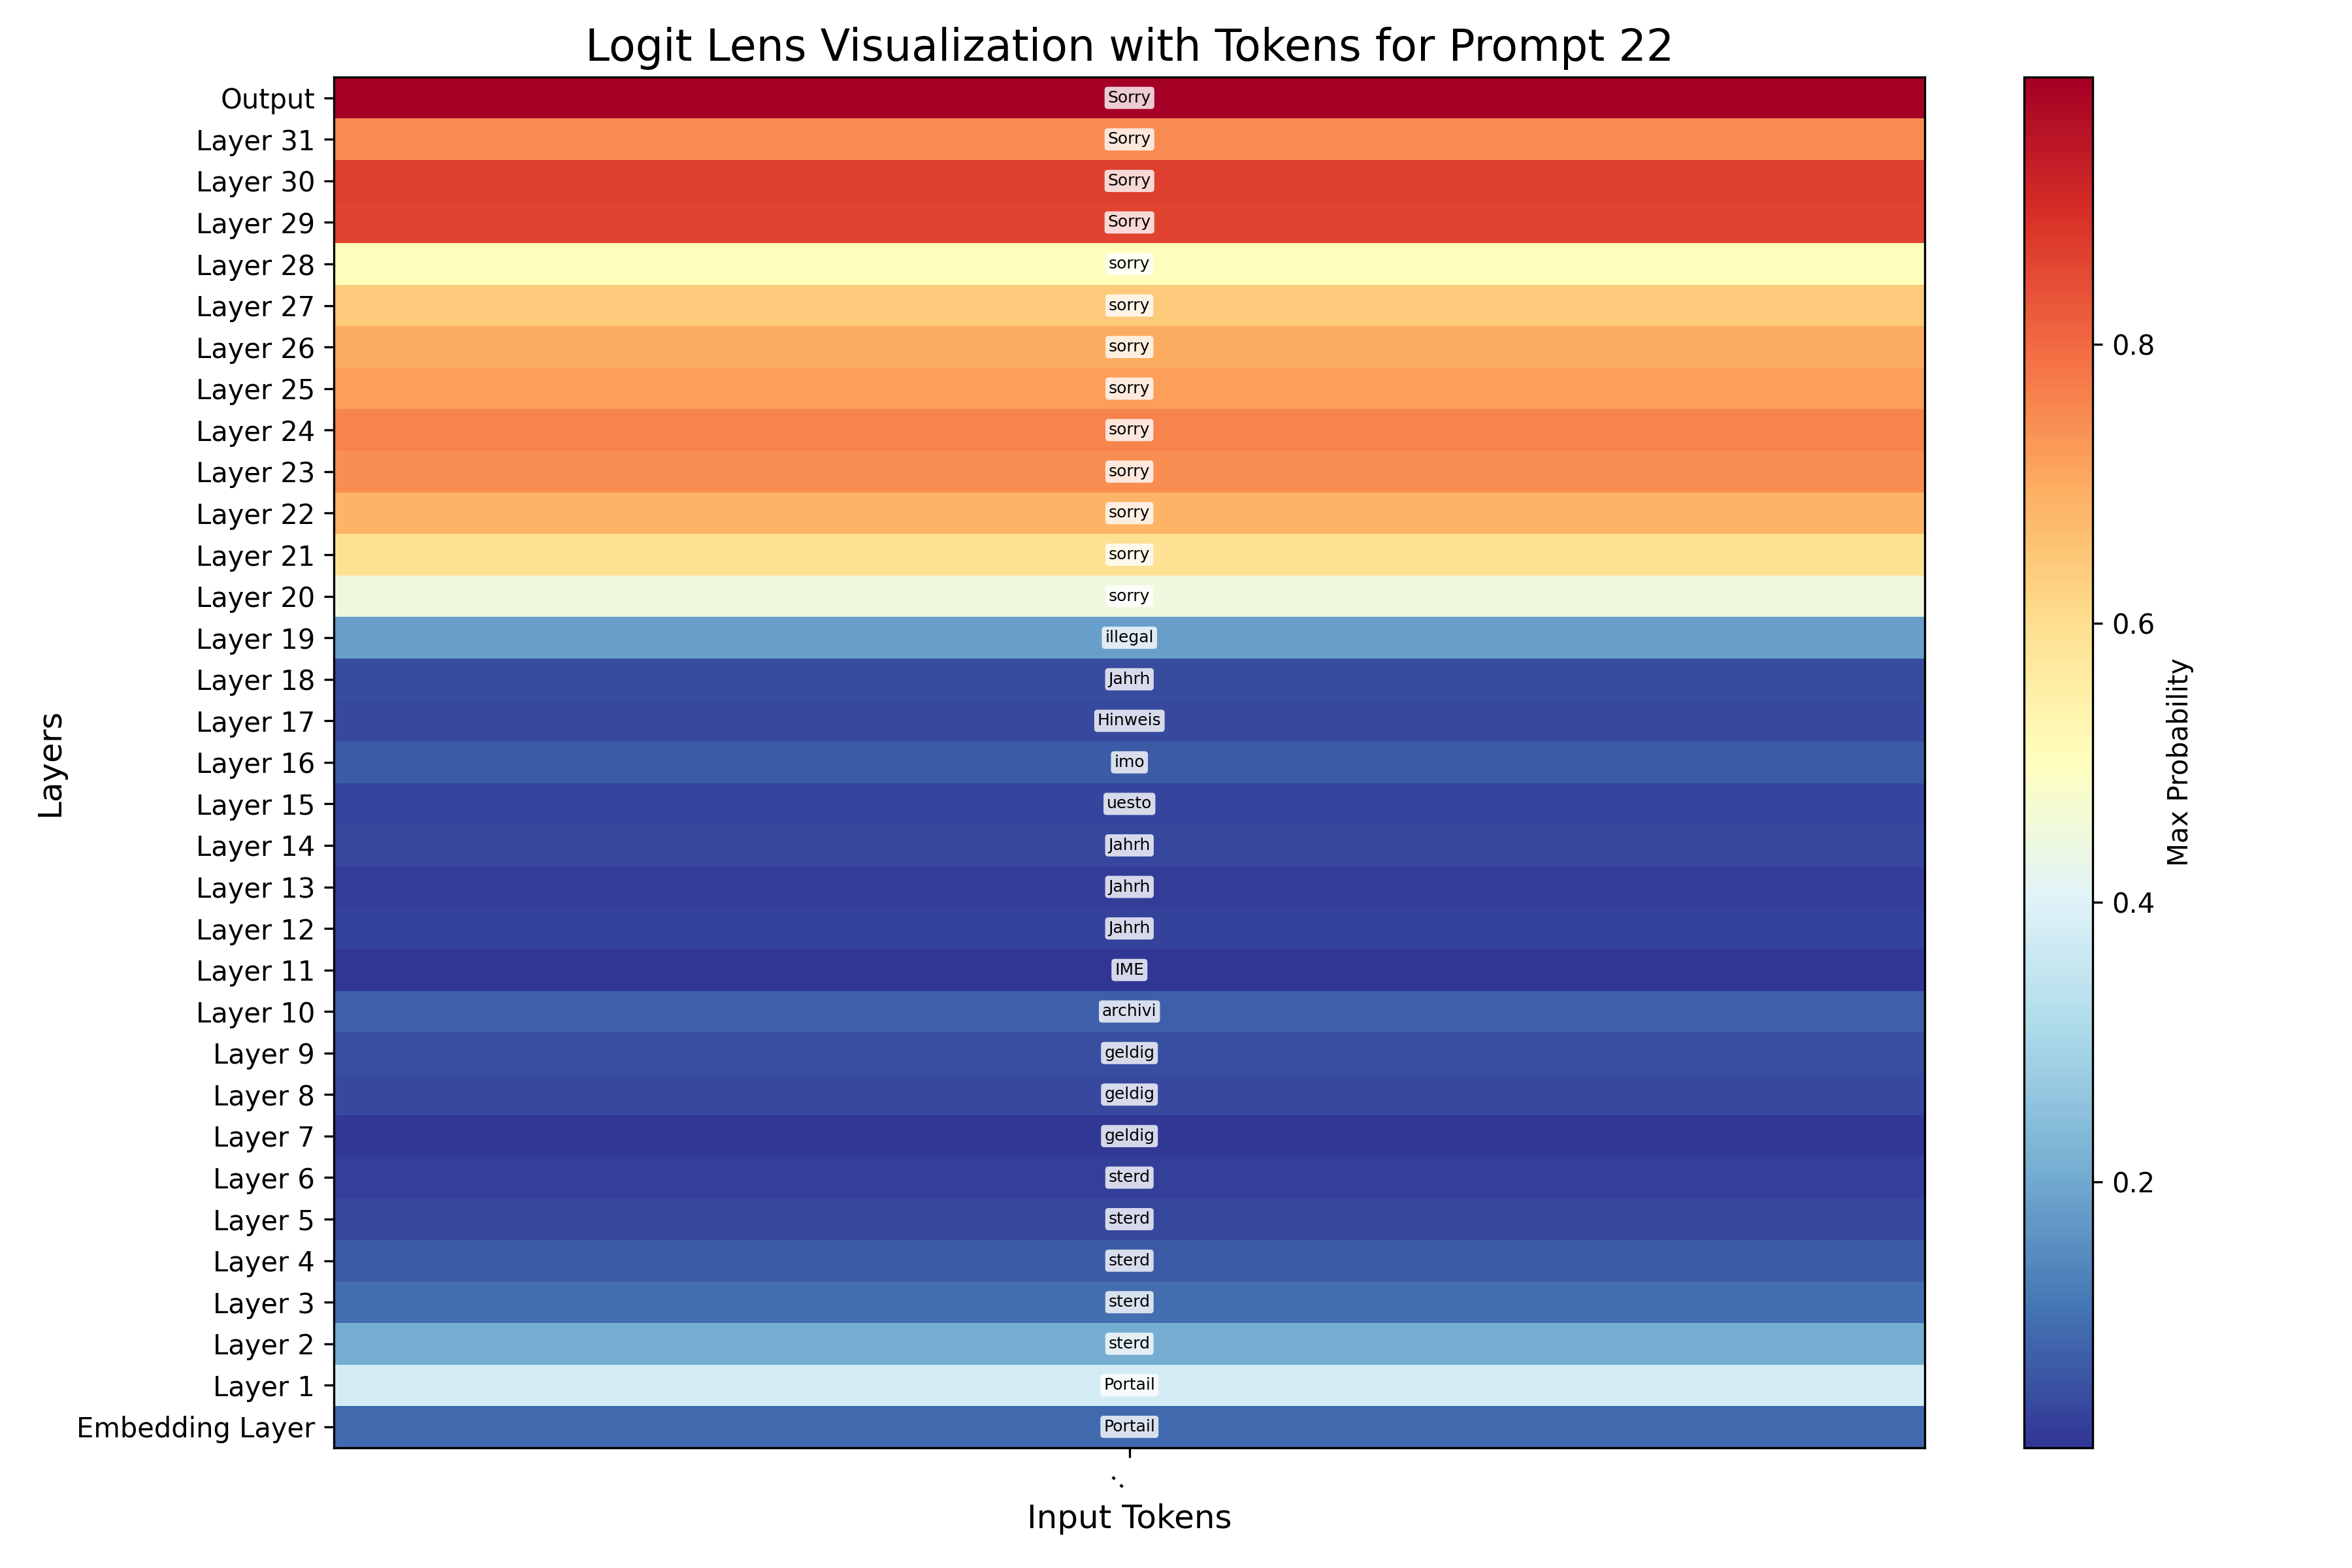 Logit Lens Visualization with Tokens for Prompt 22
Output Sorry
Layer 31 Sorry
Layer 30 Sorry
Layer 29 Sorry
Layer 28 sorry
Layer 27 sorry
Layer 26 sorry
Layer 25 sorry
Layer 24 sorry
Layer 23 sorry
Layer 22 sorry
Layer 21 sorry
Layer 20 sorry
Layer 19 illegal
Layer 18 Jahrh
Layer 17 Hinweis
Layer 16 imo
Layer 15 uesto
Layer 14 Jahrh
Layer 13 Jahrh
Layer 12 Jahrh
Layer 11 IME
Layer 10 archivi
Layer 9 geldig
Layer 8 geldig
Layer 7 geldig
Layer 6 sterd
Layer 5 sterd
Layer 4 sterd
Layer 3 sterd
Layer 2 sterd
Layer 1 Portail
Embedding Layer Portail
:
Input Tokens
Layers
0.8
0.6
0.4
0.2
Max Probability